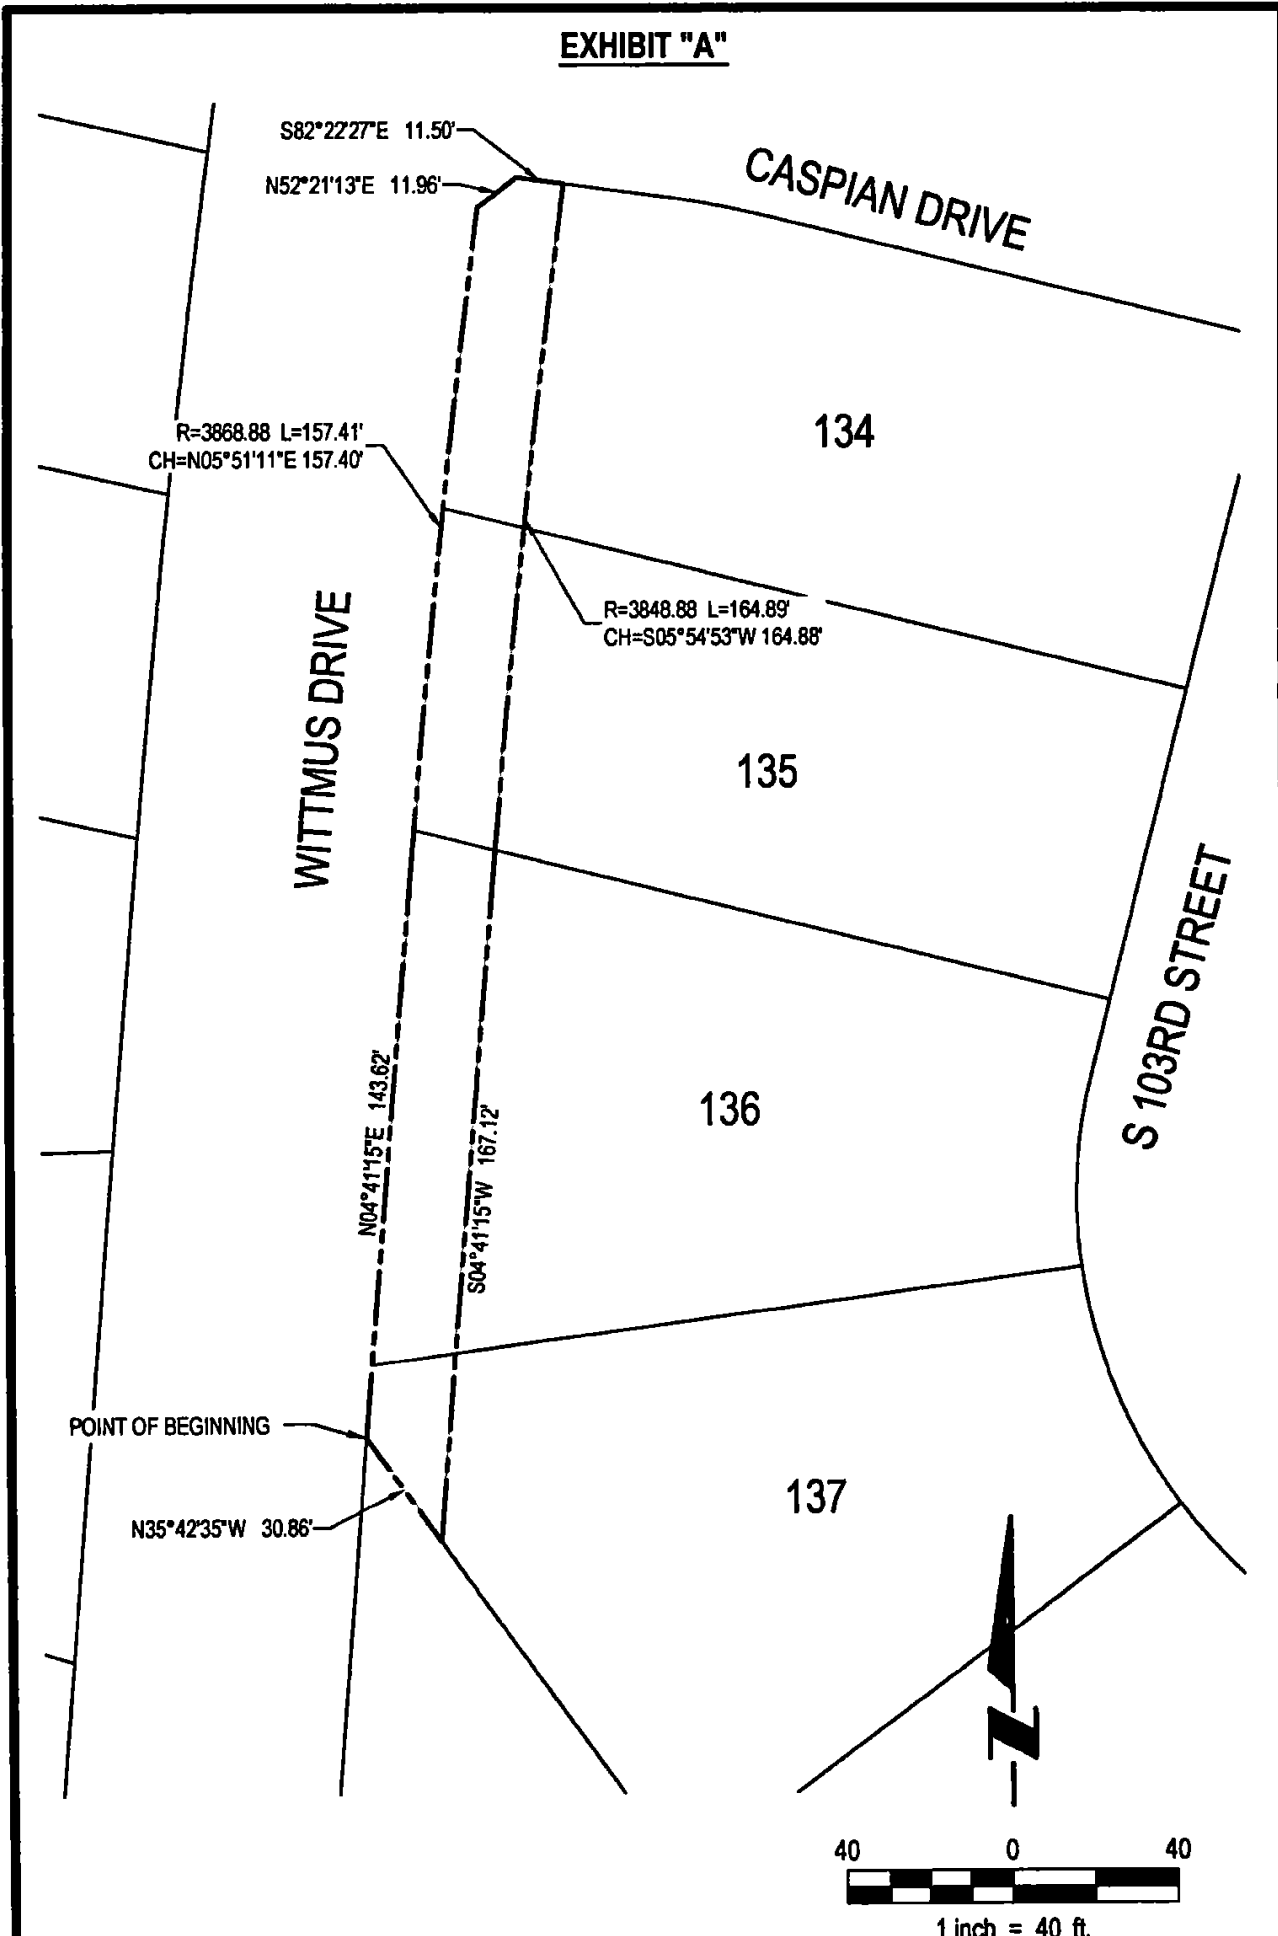 EXHIBIT "A"
S82°22'27"E 11.50'
N52°21'13"E 11.96'
CASPIAN DRIVE
134
R=3868.88 L=157.41'
CH=N05°51'11"E 157.40'
R=3848.88 L=164.89'
CH=S05°54'53"W 164.88'
WITTMUS DRIVE
135
S 103RD STREET
136
N04°41'15"E 143.62'
S04°41'15"W 167.12'
POINT OF BEGINNING
137
N35°42'35"W 30.86'
N
40 0 40
1 inch = 40 ft.